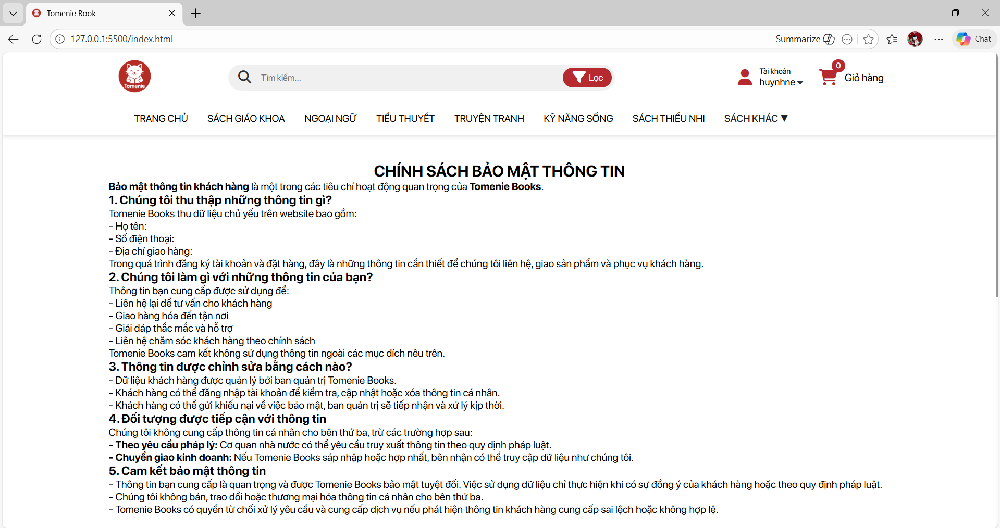 Tomenie Book
127.0.0.1:5500/index.html
Summarize
Chat
Tomenie
Tìm kiếm...
Lọc
Tài khoản
huynhne
0
Giỏ hàng
TRANG CHỦ SÁCH GIÁO KHOA NGOẠI NGỮ TIỂU THUYẾT TRUYỆN TRANH KỸ NĂNG SỐNG SÁCH THIẾU NHI SÁCH KHÁC ▼
CHÍNH SÁCH BẢO MẬT THÔNG TIN
Bảo mật thông tin khách hàng là một trong các tiêu chí hoạt động quan trọng của Tomenie Books.
1. Chúng tôi thu thập những thông tin gì?
Tomenie Books thu dữ liệu chủ yếu trên website bao gồm:
- Họ tên:
- Số điện thoại:
- Địa chỉ giao hàng:
Trong quá trình đăng ký tài khoản và đặt hàng, đây là những thông tin cần thiết để chúng tôi liên hệ, giao sản phẩm và phục vụ khách hàng.
2. Chúng tôi làm gì với những thông tin của bạn?
Thông tin bạn cung cấp được sử dụng để:
- Liên hệ lại để tư vấn cho khách hàng
- Giao hàng hóa đến tận nơi
- Giải đáp thắc mắc và hỗ trợ
- Liên hệ chăm sóc khách hàng theo chính sách
Tomenie Books cam kết không sử dụng thông tin ngoài các mục đích nêu trên.
3. Thông tin được chỉnh sửa bằng cách nào?
- Dữ liệu khách hàng được quản lý bởi ban quản trị Tomenie Books.
- Khách hàng có thể đăng nhập tài khoản để kiểm tra, cập nhật hoặc xóa thông tin cá nhân.
- Khách hàng có thể gửi khiếu nại về việc bảo mật, ban quản trị sẽ tiếp nhận và xử lý kịp thời.
4. Đối tượng được tiếp cận với thông tin
Chúng tôi không cung cấp thông tin cá nhân cho bên thứ ba, trừ các trường hợp sau:
- Theo yêu cầu pháp lý: Cơ quan nhà nước có thể yêu cầu truy xuất thông tin theo quy định pháp luật.
- Chuyển giao kinh doanh: Nếu Tomenie Books sáp nhập hoặc hợp nhất, bên nhận có thể truy cập dữ liệu như chúng tôi.
5. Cam kết bảo mật thông tin
- Thông tin bạn cung cấp là quan trọng và được Tomenie Books bảo mật tuyệt đối. Việc sử dụng dữ liệu chỉ thực hiện khi có sự đồng ý của khách hàng hoặc theo quy định pháp luật.
- Chúng tôi không bán, trao đổi hoặc thương mại hóa thông tin cá nhân cho bên thứ ba.
- Tomenie Books có quyền từ chối xử lý yêu cầu và cung cấp dịch vụ nếu phát hiện thông tin khách hàng cung cấp sai lệch hoặc không hợp lệ.